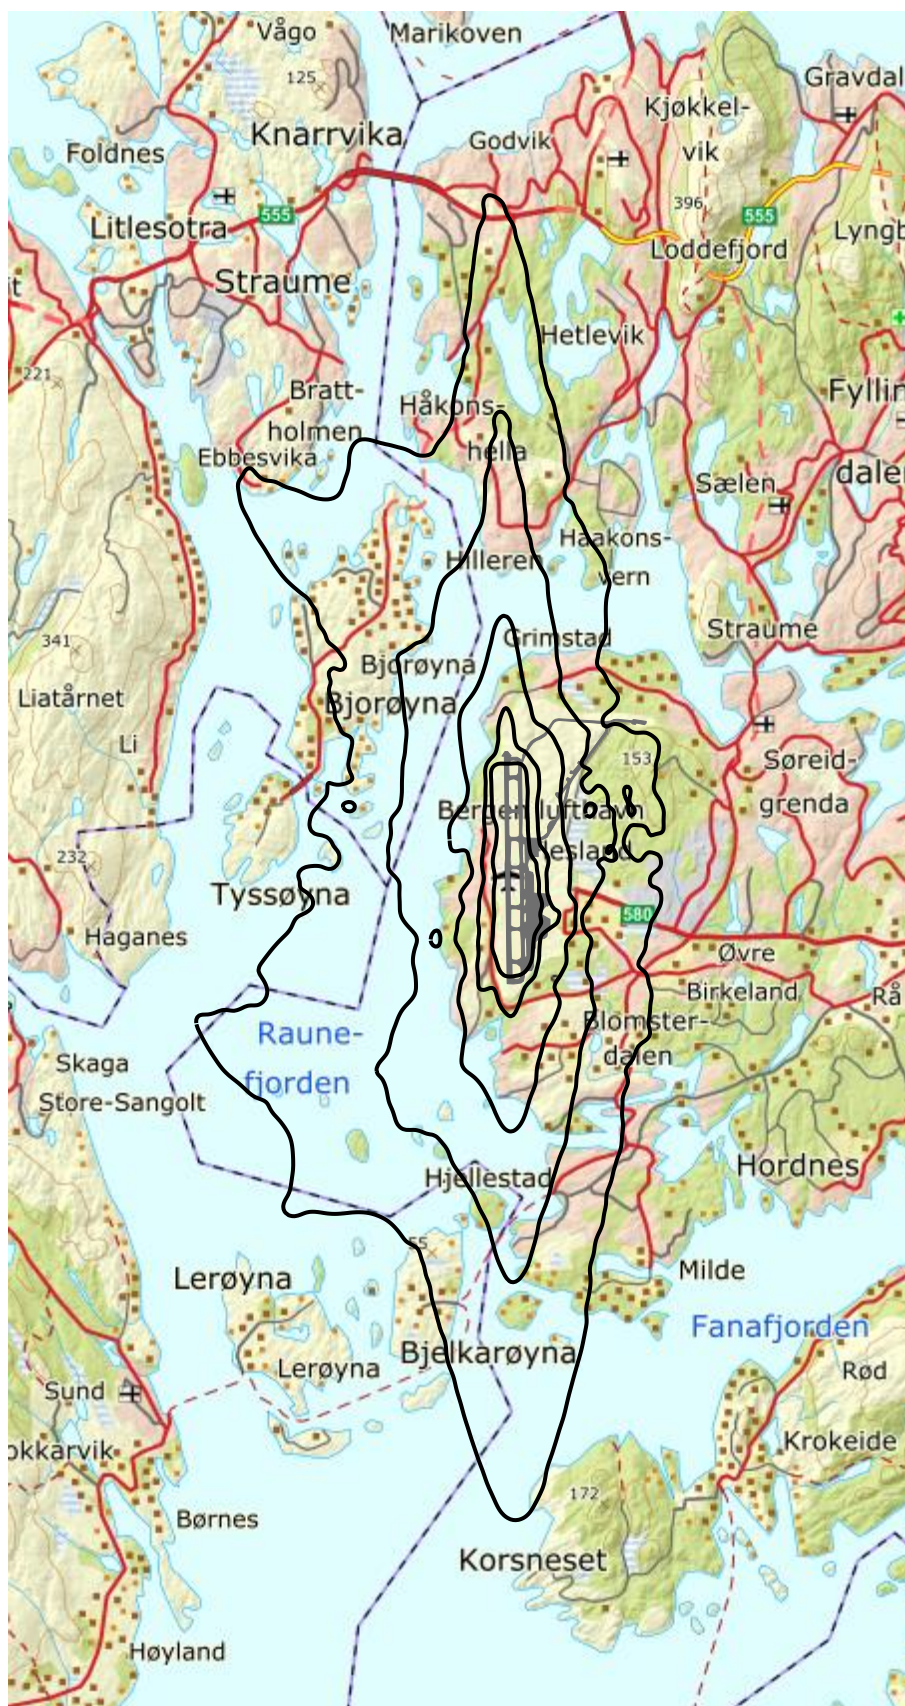 Vågo
Marikoven
125
Gravdal
Knarrvika
Godvik
Kjøkkel-
vik
Foldnes
396
555
555
Litlesotra
Lyngb
Loddefjord
Straume
t
Hetlevik
221
Bratt-
holmen
Fyllin
dalen
Håkons-
hella
Ebbesvika
Sælen
Haakons-
vern
Hilleren
341
Grimstad
Straume
Bjorøyna
Liatårnet
Bjorøyna
Li
153
Søreid-
grenda
Bergen lufthavn
lesland
232
Tyssøyna
580
Haganes
Øvre
Birkeland
Rå
Raune-
fjorden
Blomster-
dalen
Skaga
Store-Sangolt
Hjellestad
Hordnes
55
Lerøyna
Milde
Fanafjorden
Bjelkarøyna
Lerøyna
Rød
Sund
okkarvik
Krokeide
172
Børnes
Korsneset
Høyland